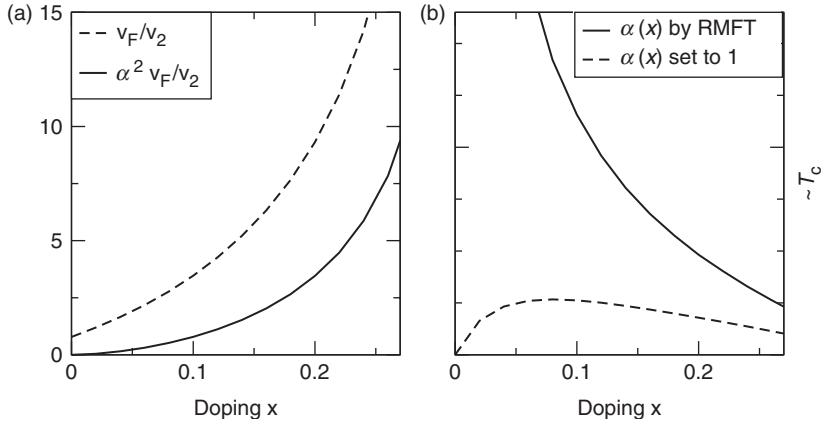 (a)
15
10
5
0
v_F/v_2
α² v_F/v_2
0
0.1
0.2
Doping x
(b)
α(x) by RMFT
α(x) set to 1
~T_c
0
0.1
0.2
Doping x